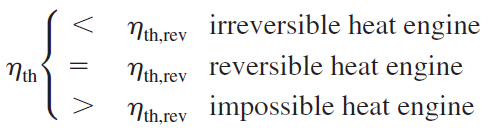 η_th { < η_th,rev irreversible heat engine
= η_th,rev reversible heat engine
> η_th,rev impossible heat engine